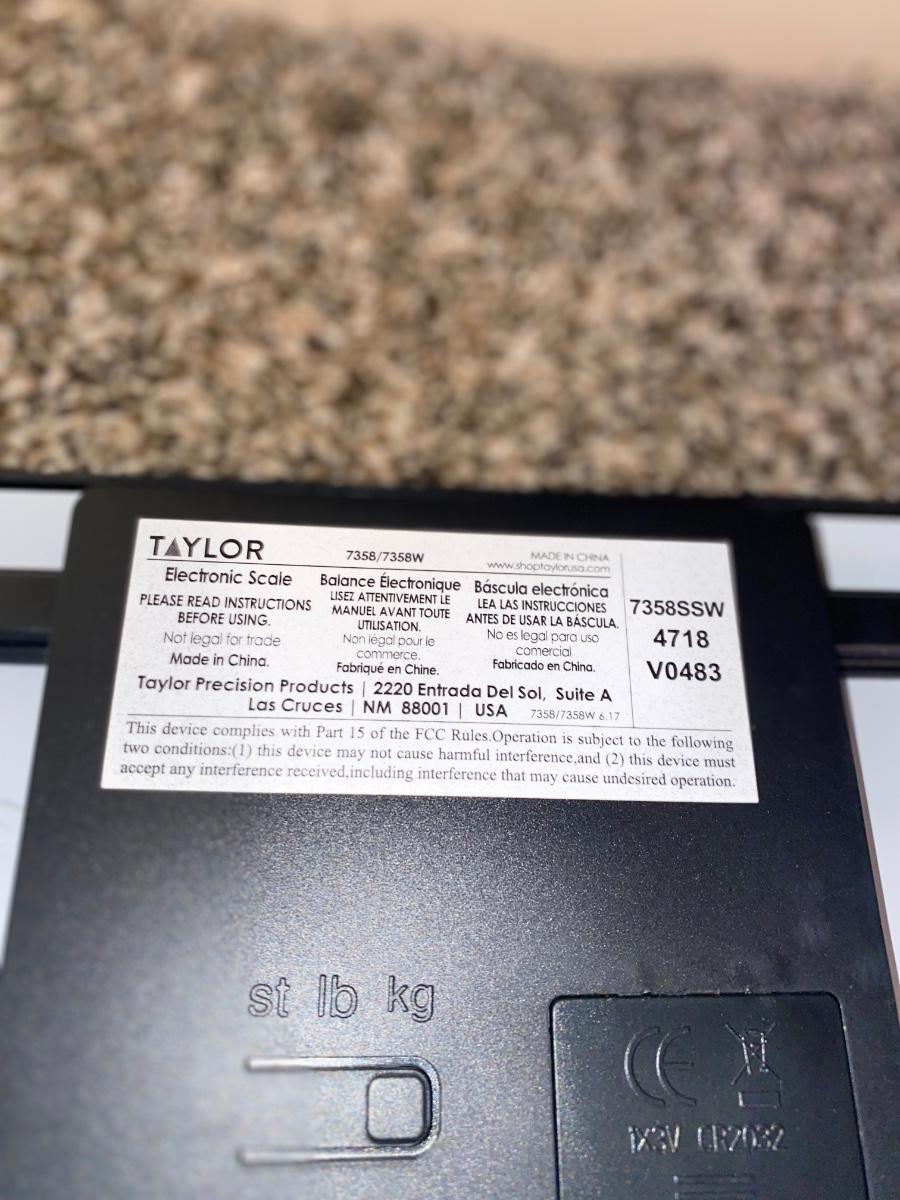 TAYLOR
7358/7358W
MADE IN CHINA
www.shoptaylorusa.com
Electronic Scale
PLEASE READ INSTRUCTIONS
BEFORE USING.
Not legal for trade
Made in China.
Balance Électronique
LISEZ ATTENTIVEMENT LE
MANUEL AVANT TOUTE
UTILISATION.
Non légal pour le
commerce.
Fabriqué en Chine.
Báscula electrónica
LEA LAS INSTRUCCIONES
ANTES DE USAR LA BÁSCULA.
No es legal para uso
comercial
Fabricado en China.
Taylor Precision Products | 2220 Entrada Del Sol, Suite A
Las Cruces | NM 88001 | USA 7358/7358W 6.17
7358SSW
4718
V0483
This device complies with Part 15 of the FCC Rules.Operation is subject to the following
two conditions:(1) this device may not cause harmful interference,and (2) this device must
accept any interference received,including interference that may cause undesired operation.
st lb kg
CE
1X3V CR2032